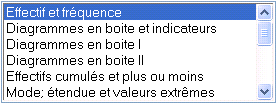 Effectif et fréquence
Diagrammes en boite et indicateurs
Diagrammes en boite I
Diagrammes en boite II
Effectifs cumulés et plus ou moins
Mode; étendue et valeurs extrêmes